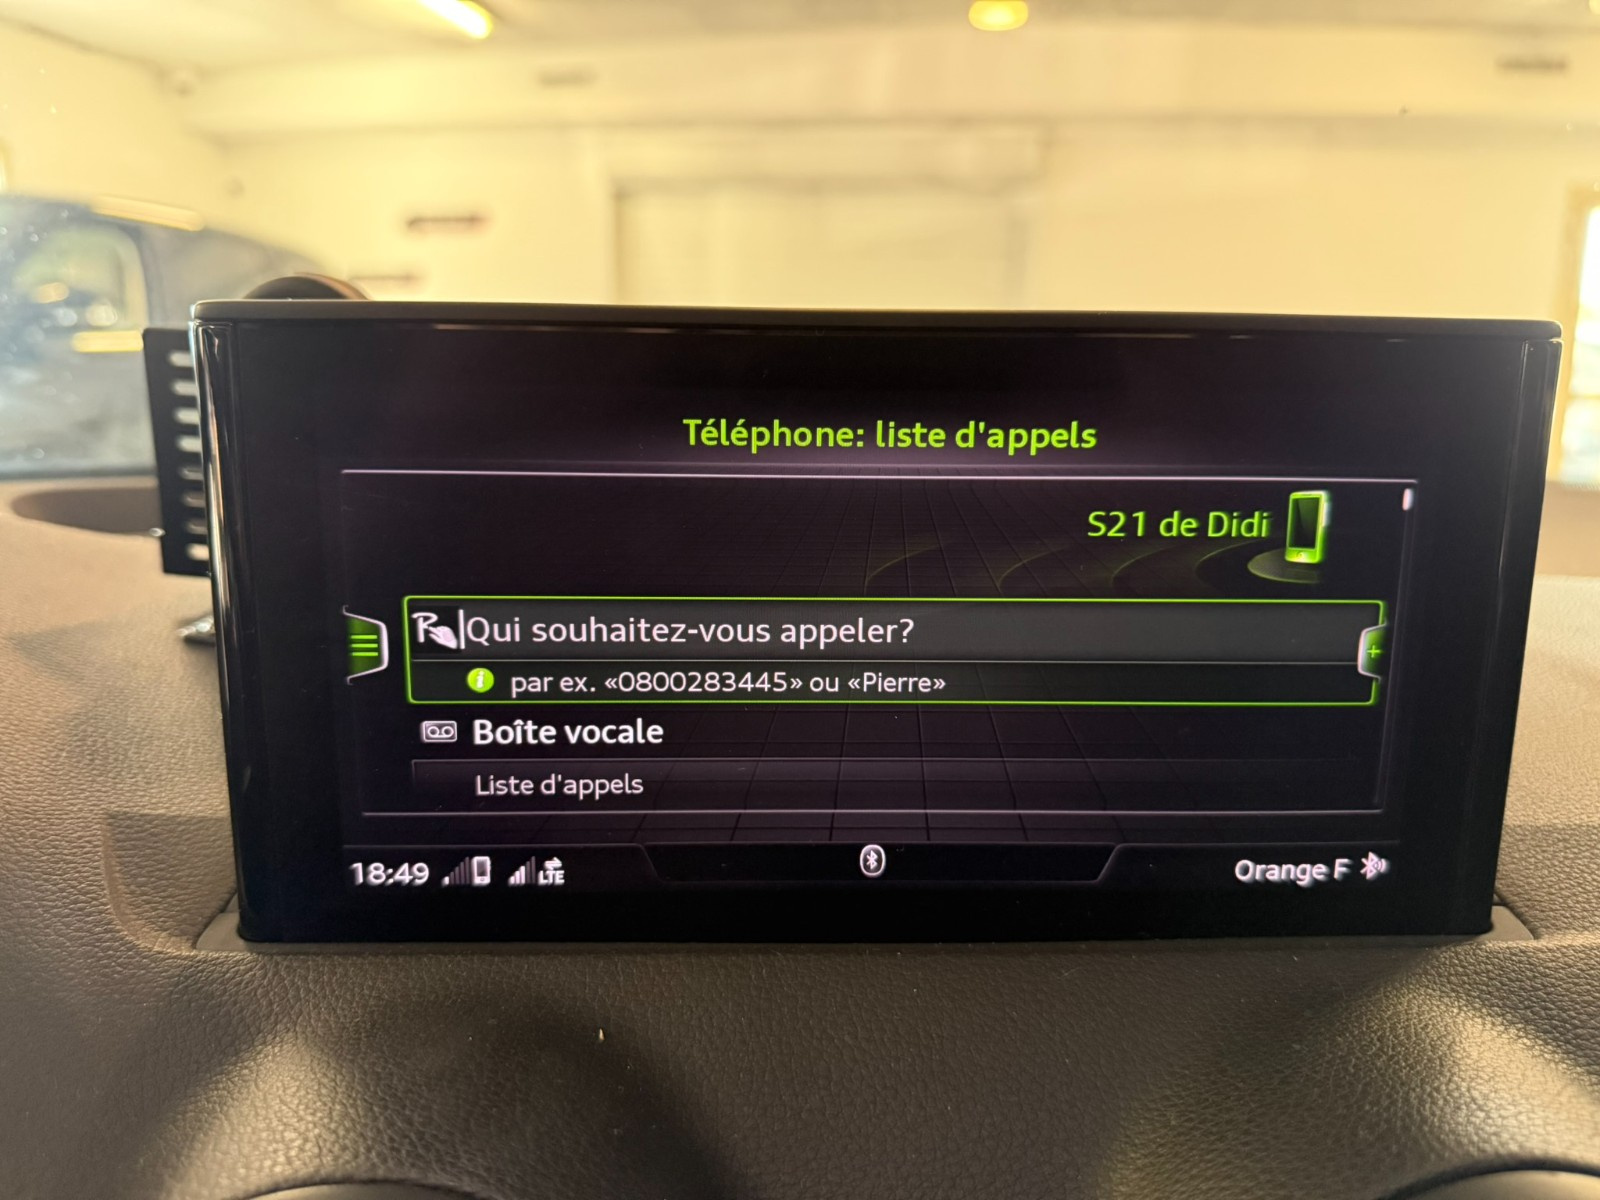 Téléphone: liste d'appels
S21 de Didi
Qui souhaitez-vous appeler?
par ex. «0800283445» ou «Pierre»
Boîte vocale
Liste d'appels
18:49 LTE Orange F